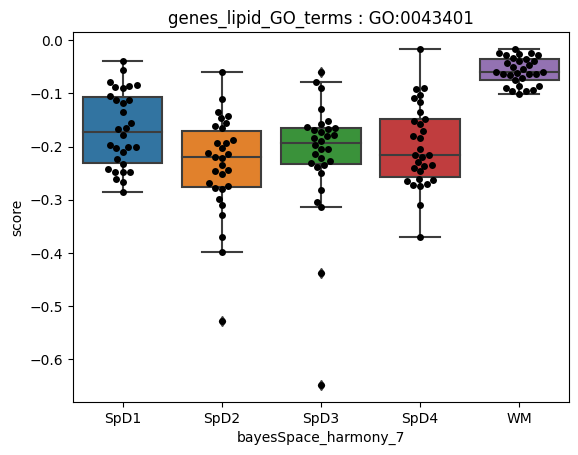 genes_lipid_GO_terms : GO:0043401
score
0.0
−0.1
−0.2
−0.3
−0.4
−0.5
−0.6
SpD1 SpD2 SpD3 SpD4 WM
bayesSpace_harmony_7